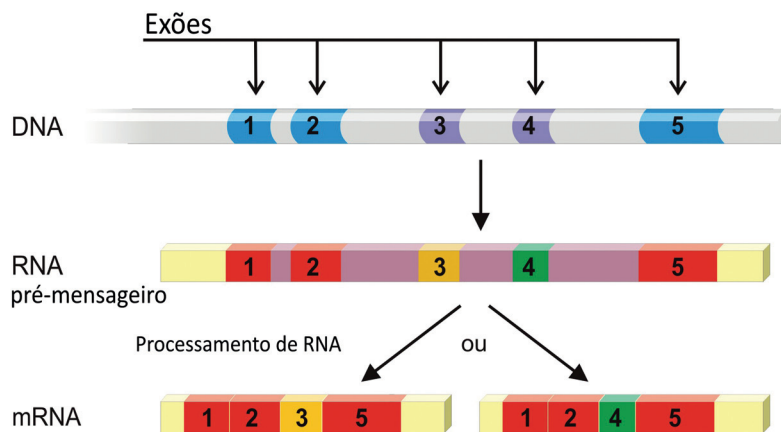 Exões
DNA
1 2 3 4 5
RNA
pré-mensageiro
1 2 3 4 5
Processamento de RNA
ou
mRNA
1 2 3 5
1 2 4 5